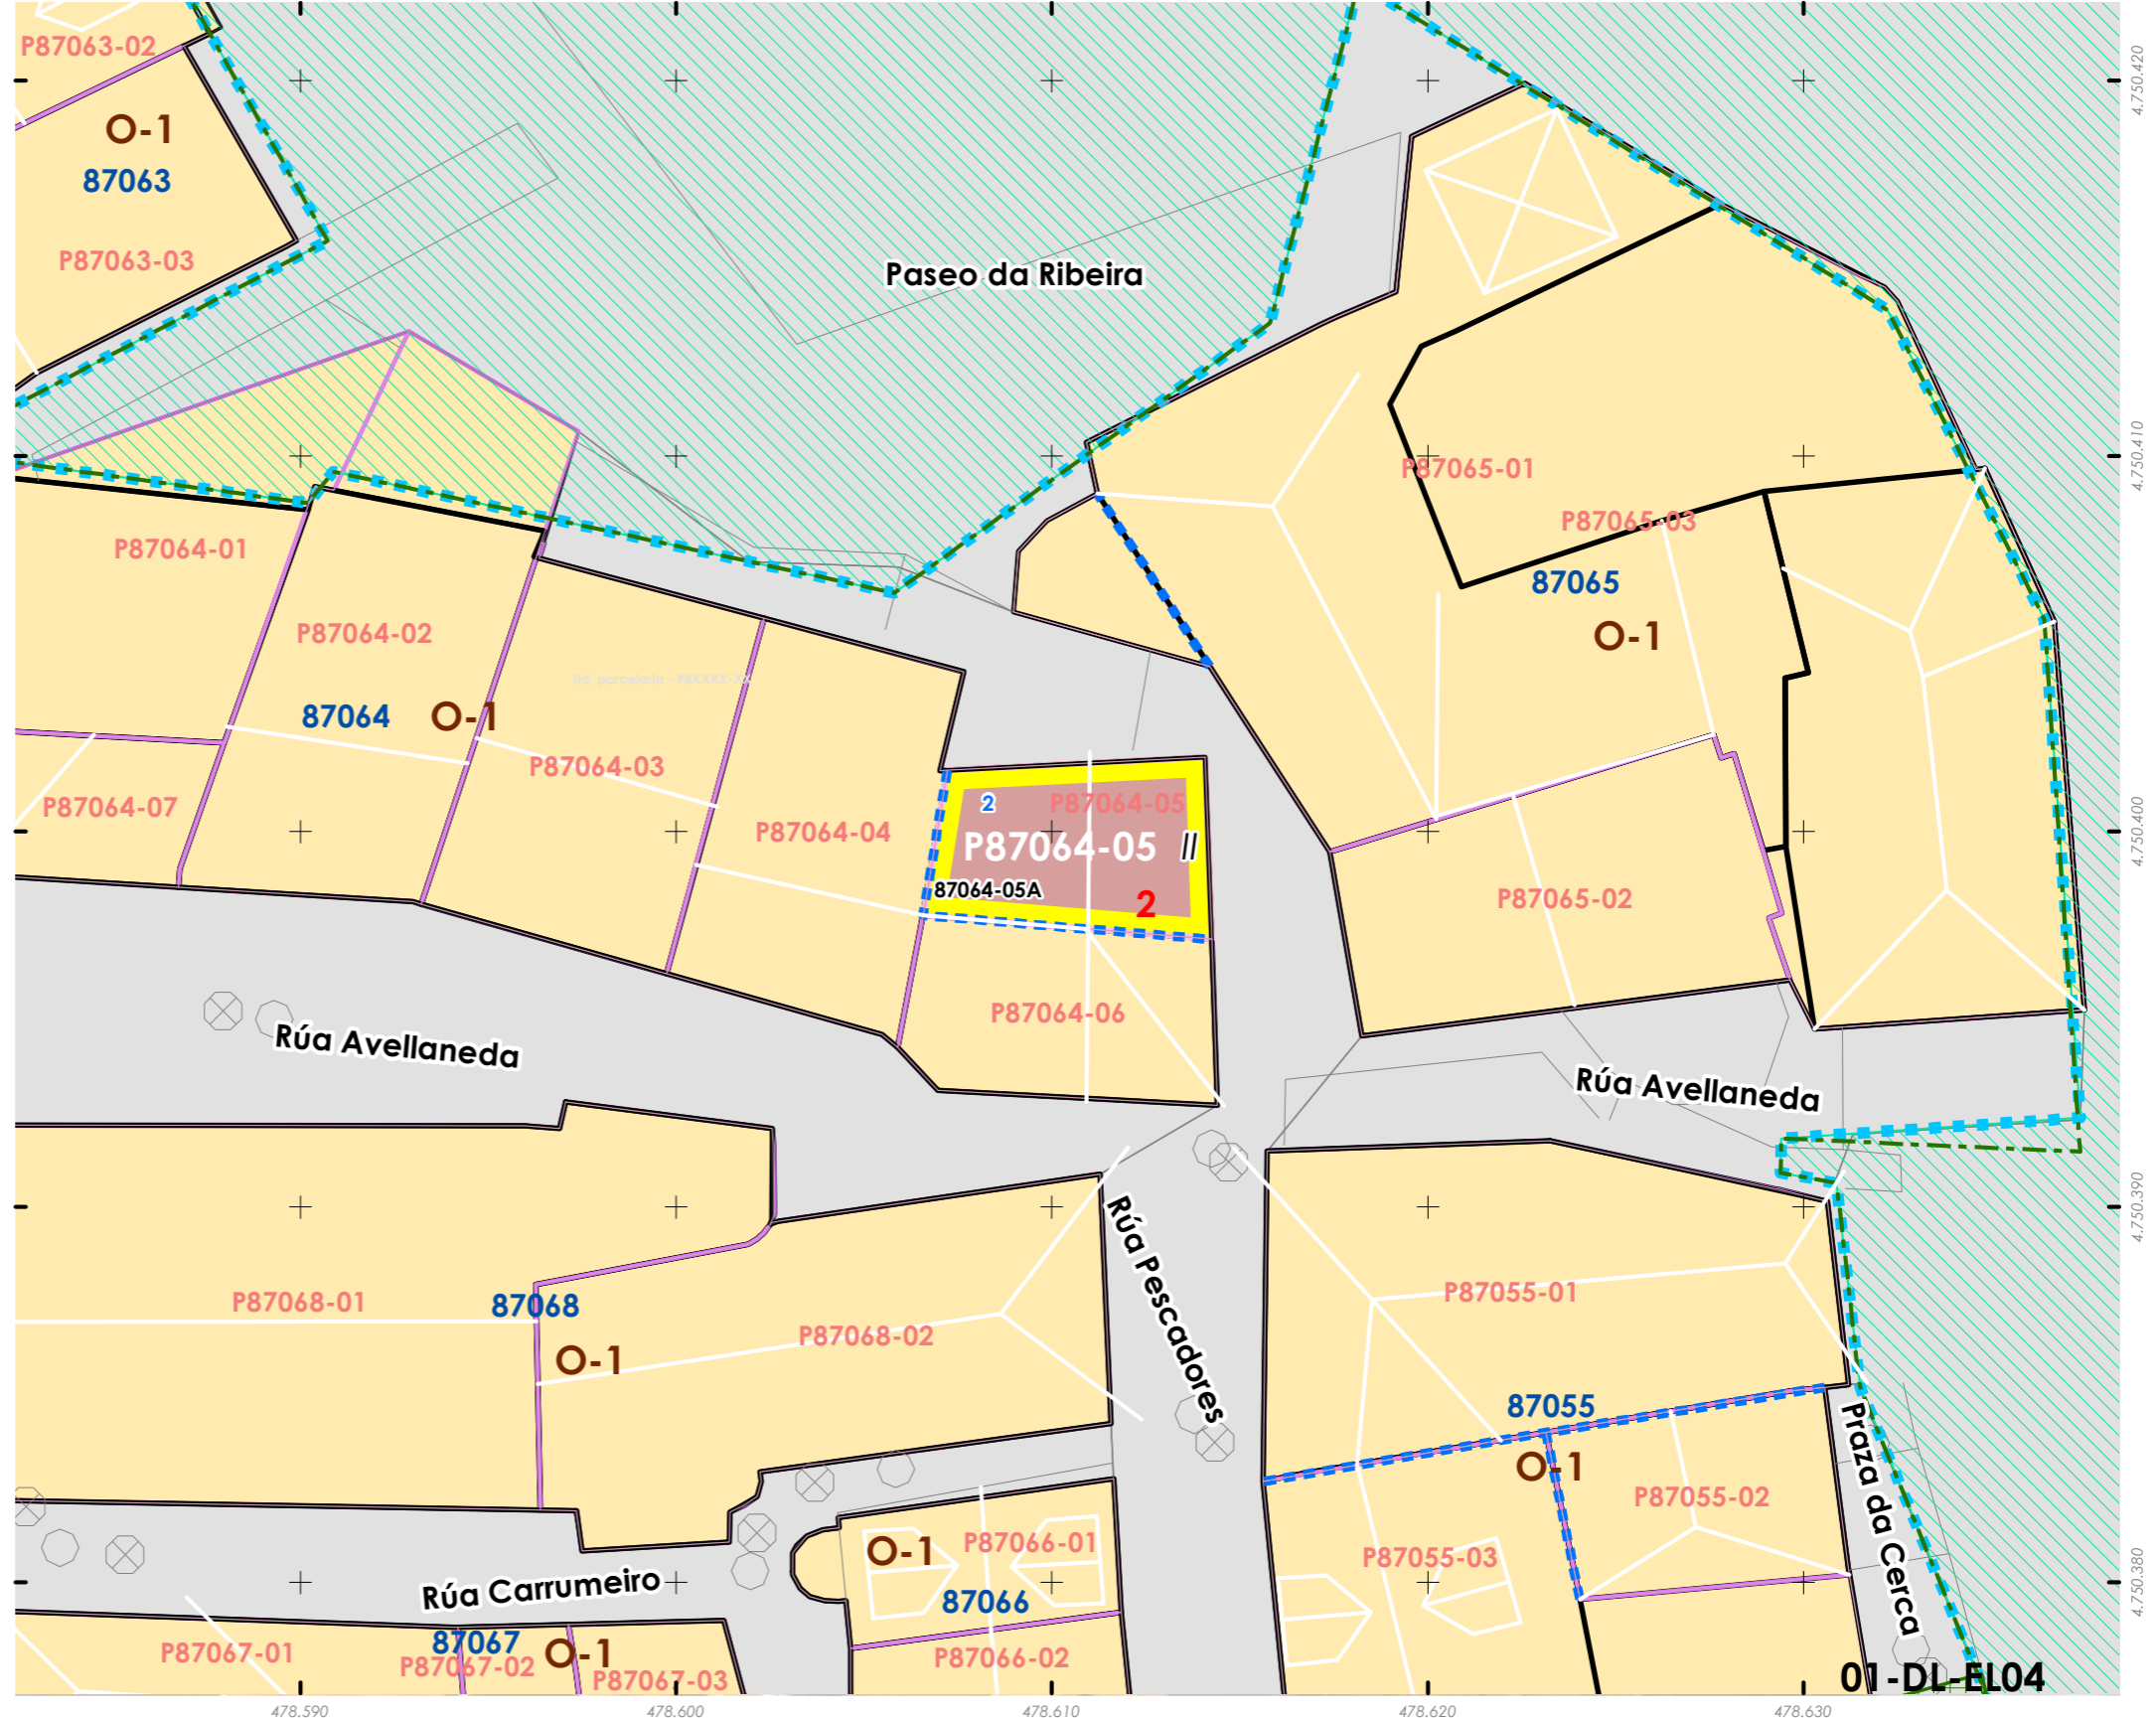 P87063-02
4.750.420
O-1
87063
P87063-03
Paseo da Ribeira
P87065-01
4.750.410
P87065-03
P87064-01
87065
P87064-02
O-1
Ud. parcelario - P8XXXX-XX
87064
O-1
P87064-03
P87064-07
2
P87064-05
P87064-04
P87064-05
II
4.750.400
87064-05A
2
P87065-02
P87064-06
Rúa Avellaneda
Rúa Avellaneda
4.750.390
P87068-01
87068
P87055-01
P87068-02
Rúa Pescadores
O-1
87055
O-1
P87055-02
Praza da Cerca
O-1
P87066-01
P87055-03
Rúa Carrumeiro
87066
4.750.380
87067
P87067-01
O-1
P87067-02
P87066-02
P87067-03
01-DL-EL04
478.590
478.600
478.610
478.620
478.630